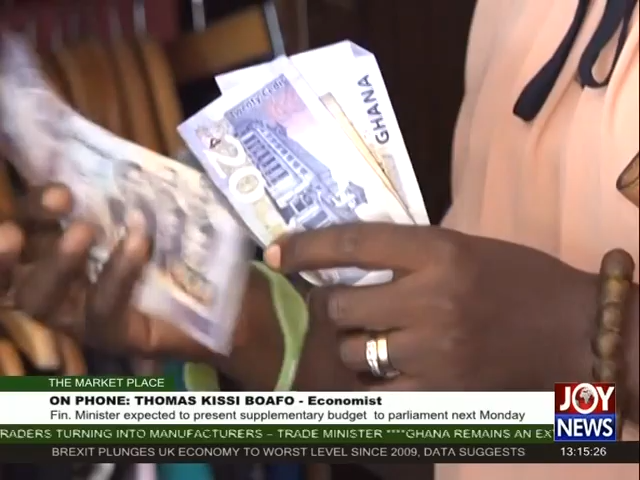 Twenty Cedis
20
GHANA
THE MARKET PLACE
ON PHONE: THOMAS KISSI BOAFO - Economist
Fin. Minister expected to present supplementary budget to parliament next Monday
RADERS TURNING INTO MANUFACTURERS – TRADE MINISTER ****GHANA REMAINS AN EX
BREXIT PLUNGES UK ECONOMY TO WORST LEVEL SINCE 2009, DATA SUGGESTS
JOY
NEWS
13:15:26